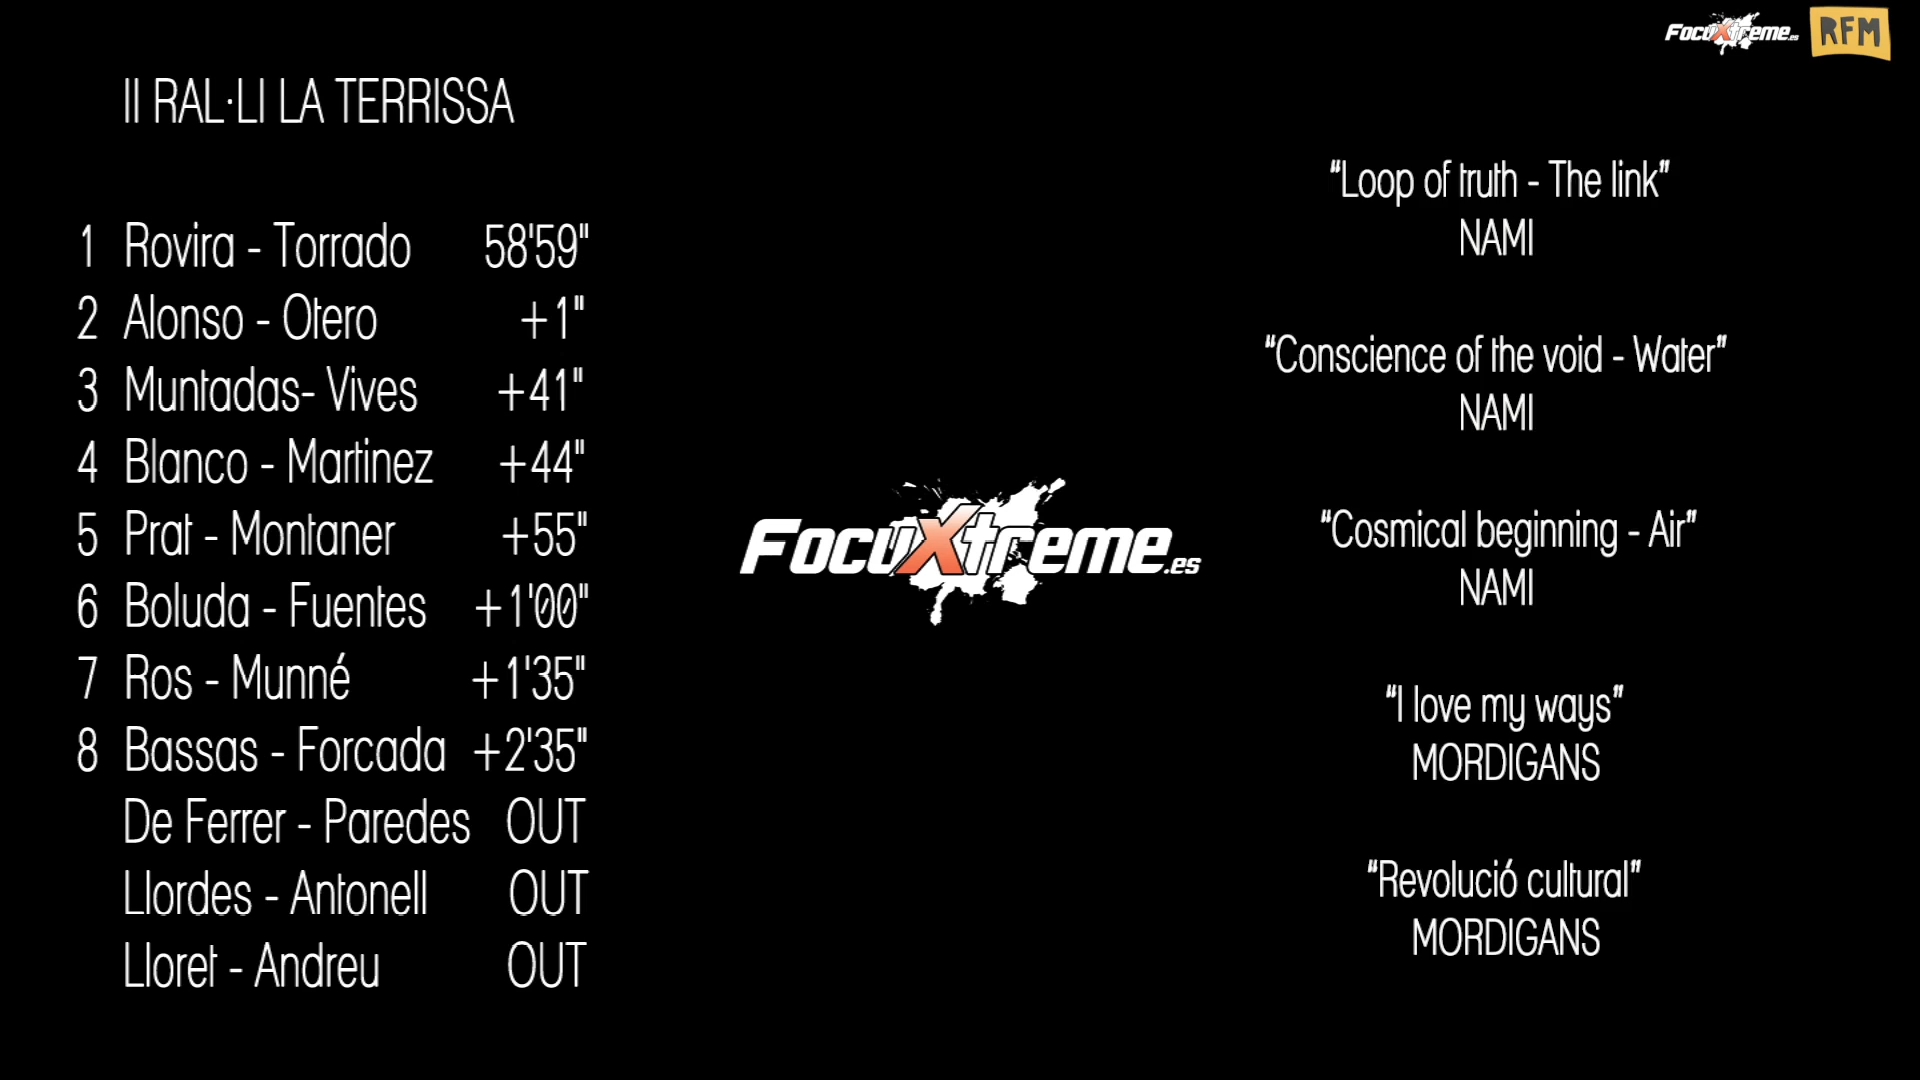 FocuXtreme.es RFM
II RAL·LI LA TERRISSA
1 Rovira - Torrado 58'59"
2 Alonso - Otero +1"
3 Muntadas- Vives +41"
4 Blanco - Martinez +44"
5 Prat - Montaner +55"
6 Boluda - Fuentes +1'00"
7 Ros - Munné +1'35"
8 Bassas - Forcada +2'35"
De Ferrer - Paredes OUT
Llordes - Antonell OUT
Lloret - Andreu OUT
FocuXtreme.es
“Loop of truth - The link”
NAMI
“Conscience of the void - Water”
NAMI
“Cosmical beginning - Air”
NAMI
“I love my ways”
MORDIGANS
“Revolució cultural”
MORDIGANS